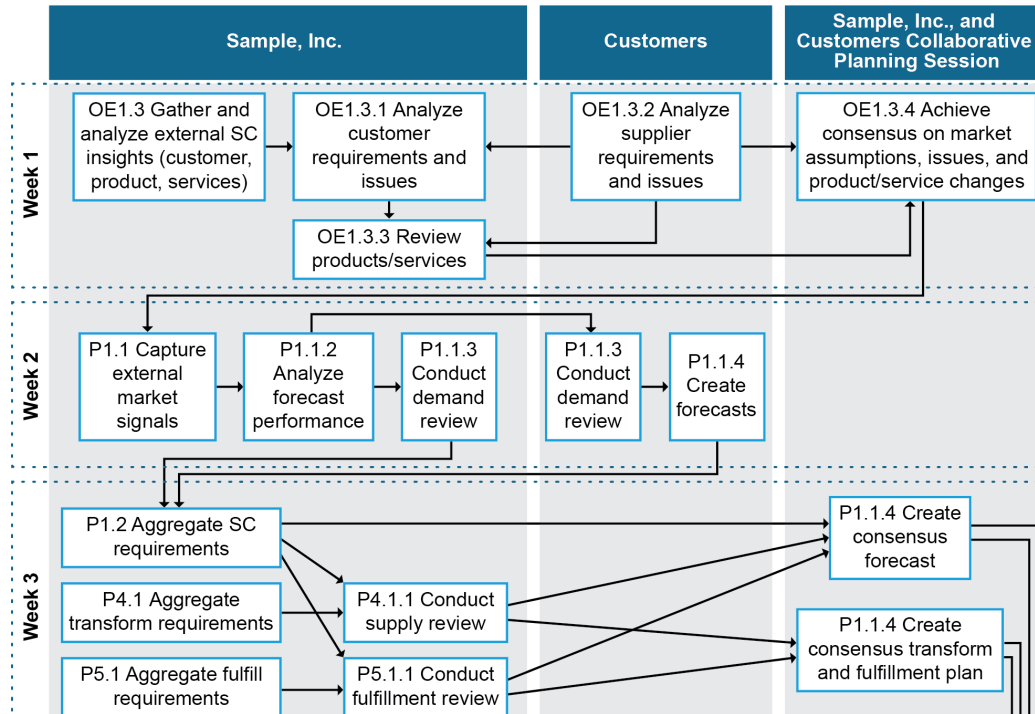 Sample, Inc.
Customers
Sample, Inc., and
Customers Collaborative
Planning Session
Week 1
OE1.3 Gather and
analyze external SC
insights (customer,
product, services)
OE1.3.1 Analyze
customer
requirements and
issues
OE1.3.2 Analyze
supplier
requirements
and issues
OE1.3.4 Achieve
consensus on market
assumptions, issues, and
product/service changes
OE1.3.3 Review
products/services
Week 2
P1.1 Capture
external
market
signals
P1.1.2
Analyze
forecast
performance
P1.1.3
Conduct
demand
review
P1.1.3
Conduct
demand
review
P1.1.4
Create
forecasts
Week 3
P1.2 Aggregate SC
requirements
P1.1.4 Create
consensus
forecast
P4.1 Aggregate
transform requirements
P4.1.1 Conduct
supply review
P1.1.4 Create
consensus transform
and fulfillment plan
P5.1 Aggregate fulfill
requirements
P5.1.1 Conduct
fulfillment review